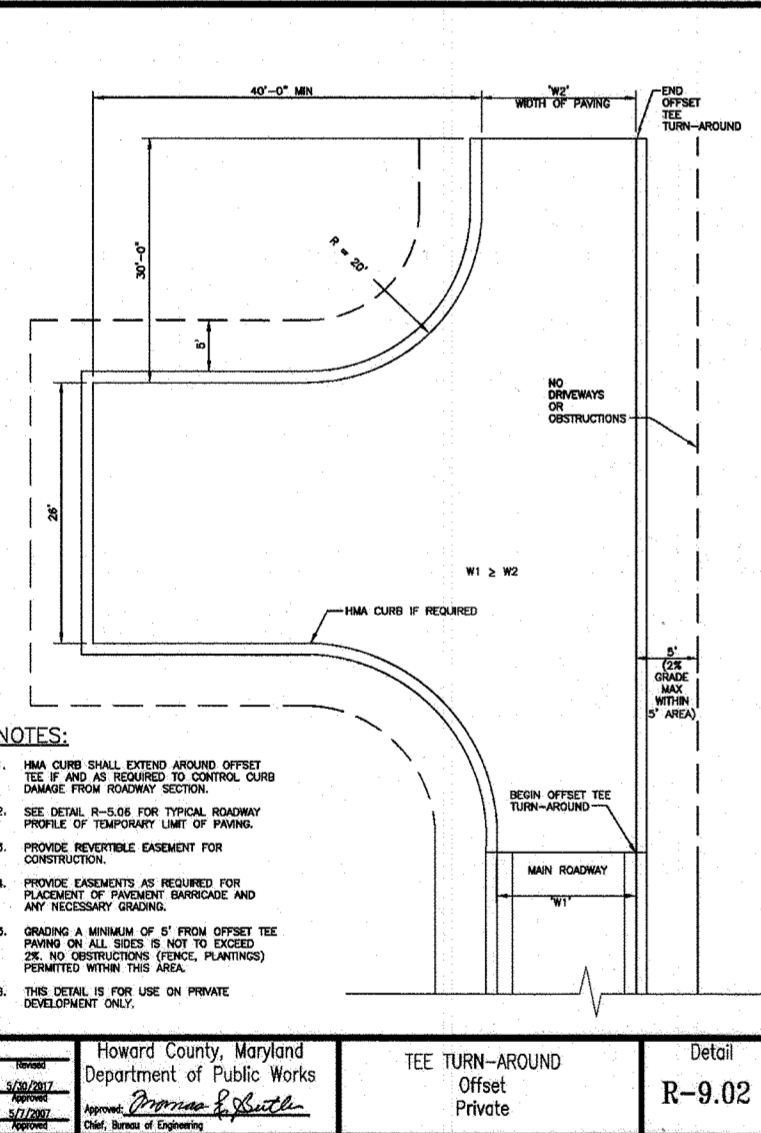 40'-0" MIN
'W2'
WIDTH OF PAVING
END
OFFSET
TEE
TURN-AROUND
30'-0"
R = 20'
5'
NO
DRIVEWAYS
OR
OBSTRUCTIONS
26'
W1 ≥ W2
HMA CURB IF REQUIRED
5'
(2%
GRADE
MAX
WITHIN
5' AREA)
BEGIN OFFSET TEE
TURN-AROUND
MAIN ROADWAY
'W1'
NOTES:
HMA CURB SHALL EXTEND AROUND OFFSET
TEE IF AND AS REQUIRED TO CONTROL CURB
DAMAGE FROM ROADWAY SECTION.
SEE DETAIL R-5.06 FOR TYPICAL ROADWAY
PROFILE OF TEMPORARY LIMIT OF PAVING.
PROVIDE REVERTIBLE EASEMENT FOR
CONSTRUCTION.
PROVIDE EASEMENTS AS REQUIRED FOR
PLACEMENT OF PAVEMENT BARRICADE AND
ANY NECESSARY GRADING.
GRADING A MINIMUM OF 5' FROM OFFSET TEE
PAVING ON ALL SIDES IS NOT TO EXCEED
2%. NO OBSTRUCTIONS (FENCE, PLANTINGS)
PERMITTED WITHIN THIS AREA.
THIS DETAIL IS FOR USE ON PRIVATE
DEVELOPMENT ONLY.
Revised
5/30/2017
Approved
5/7/2007
Approved
Howard County, Maryland
Department of Public Works
Approved: Thomas E. Butler
Chief, Bureau of Engineering
TEE TURN-AROUND
Offset
Private
Detail
R-9.02